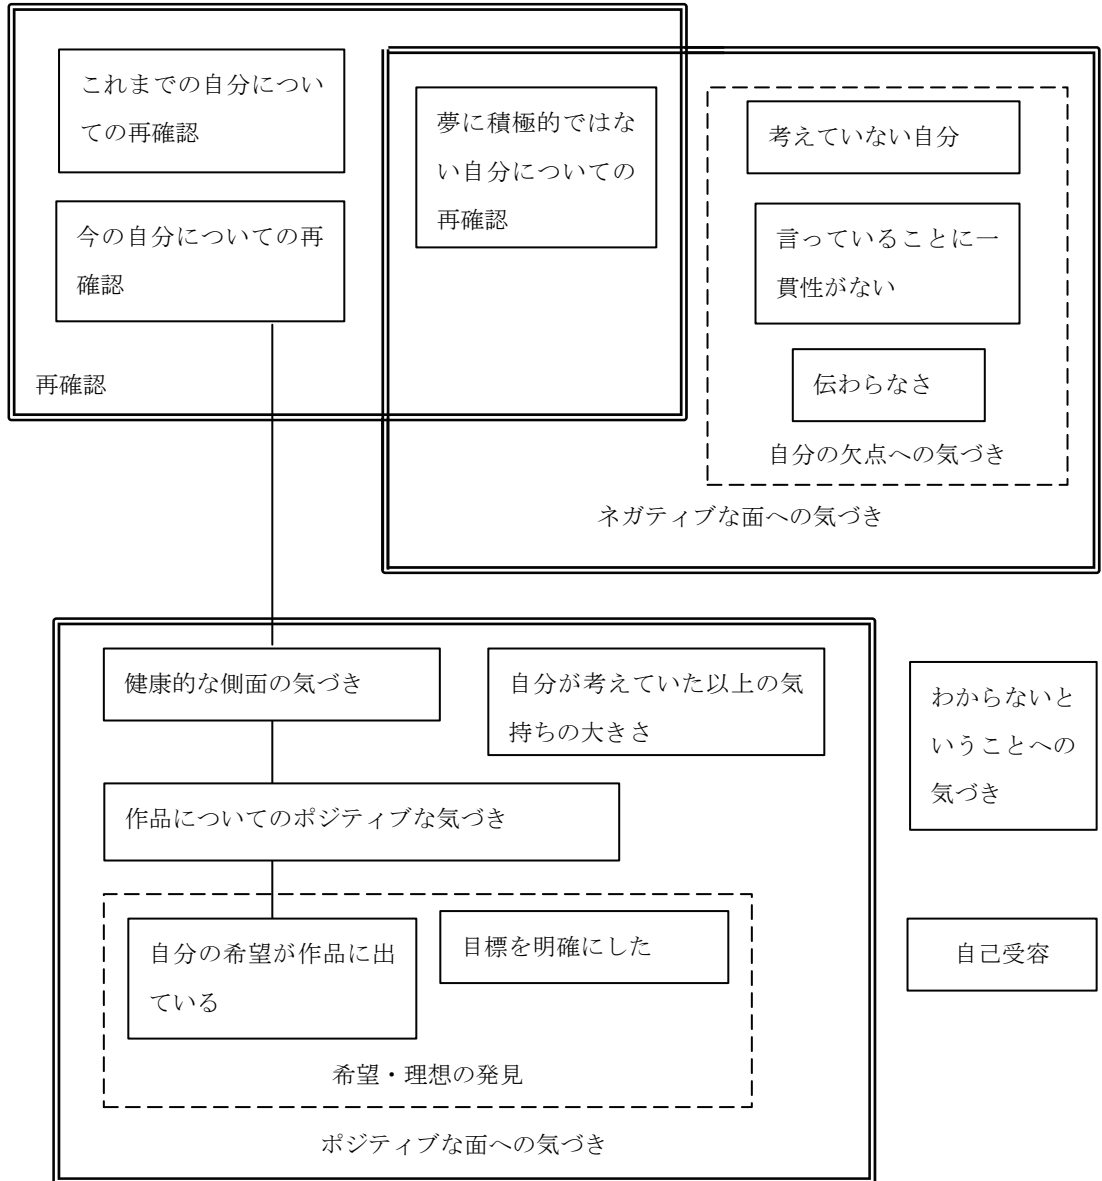 これまでの自分につい
ての再確認
今の自分についての再
確認
再確認
夢に積極的ではな
い自分についての
再確認
考えていない自分
言っていることに一
貫性がない
伝わらなさ
自分の欠点への気づき
ネガティブな面への気づき
健康的な側面の気づき
自分が考えていた以上の気
持ちの大きさ
作品についてのポジティブな気づき
自分の希望が作品に出
ている
目標を明確にした
希望・理想の発見
ポジティブな面への気づき
わからないと
いうことへの
気づき
自己受容